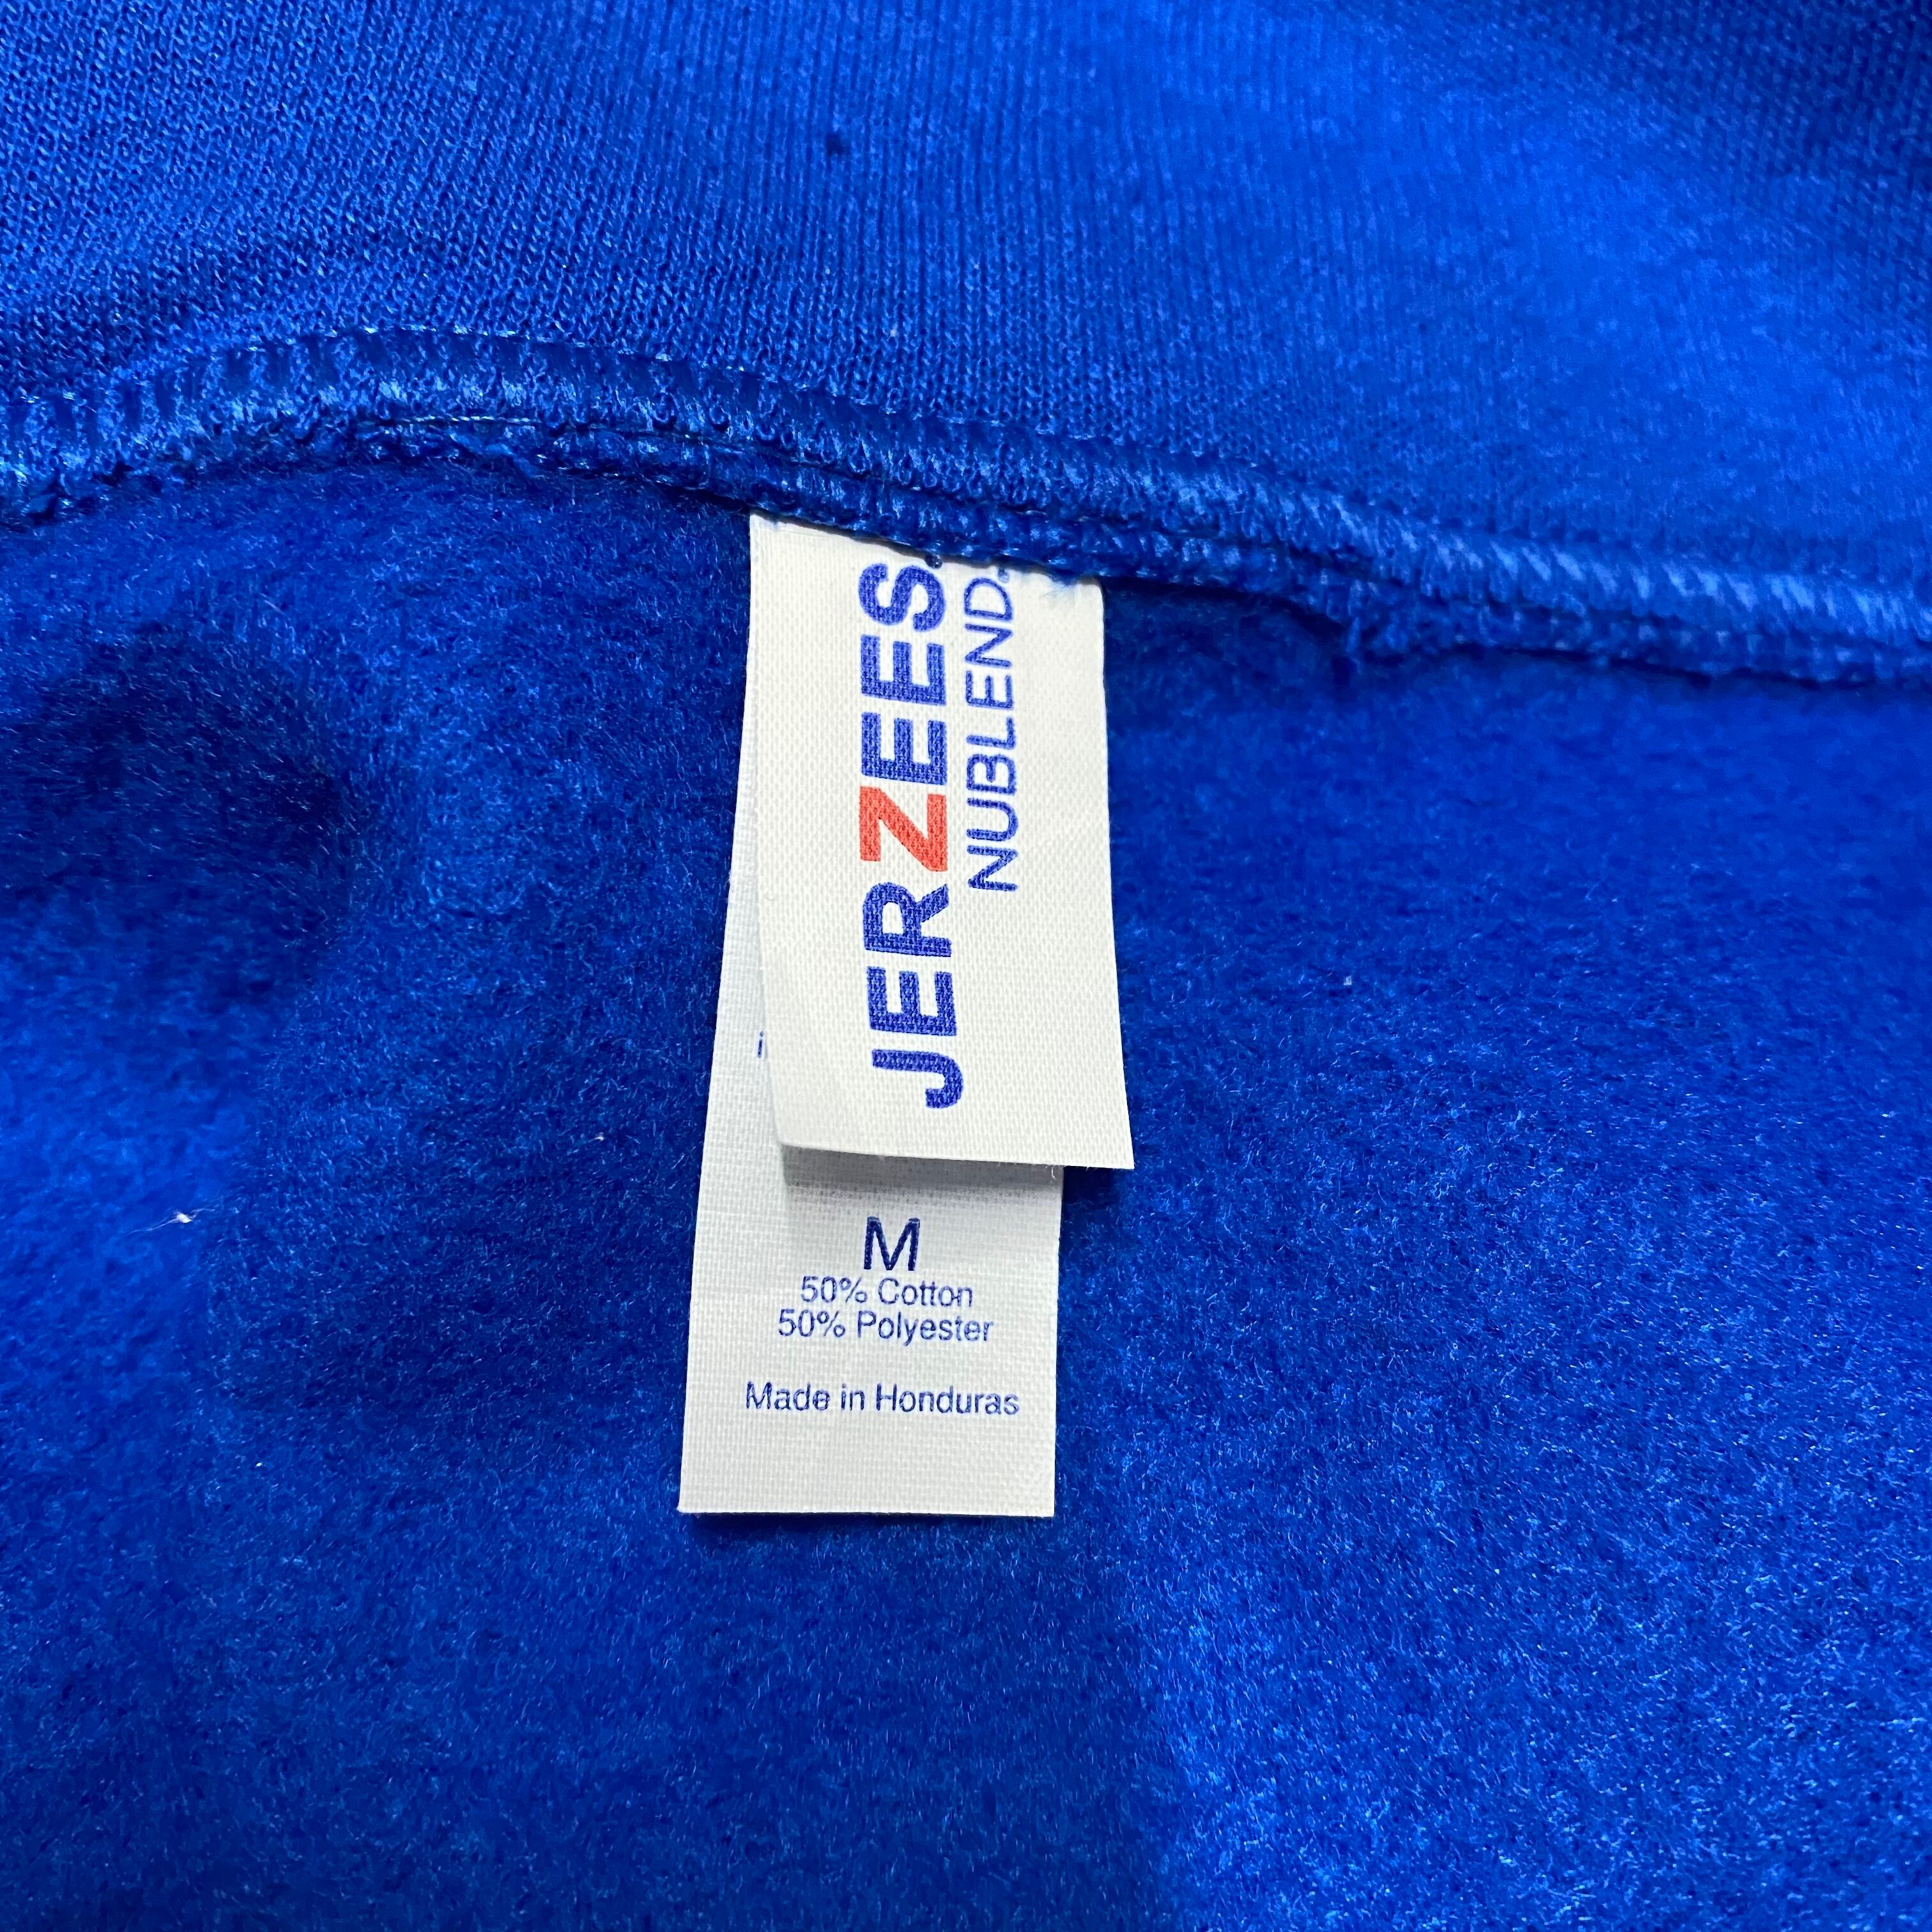 JERZEES.
NUBLEND.
M
50% Cotton
50% Polyester
Made in Honduras